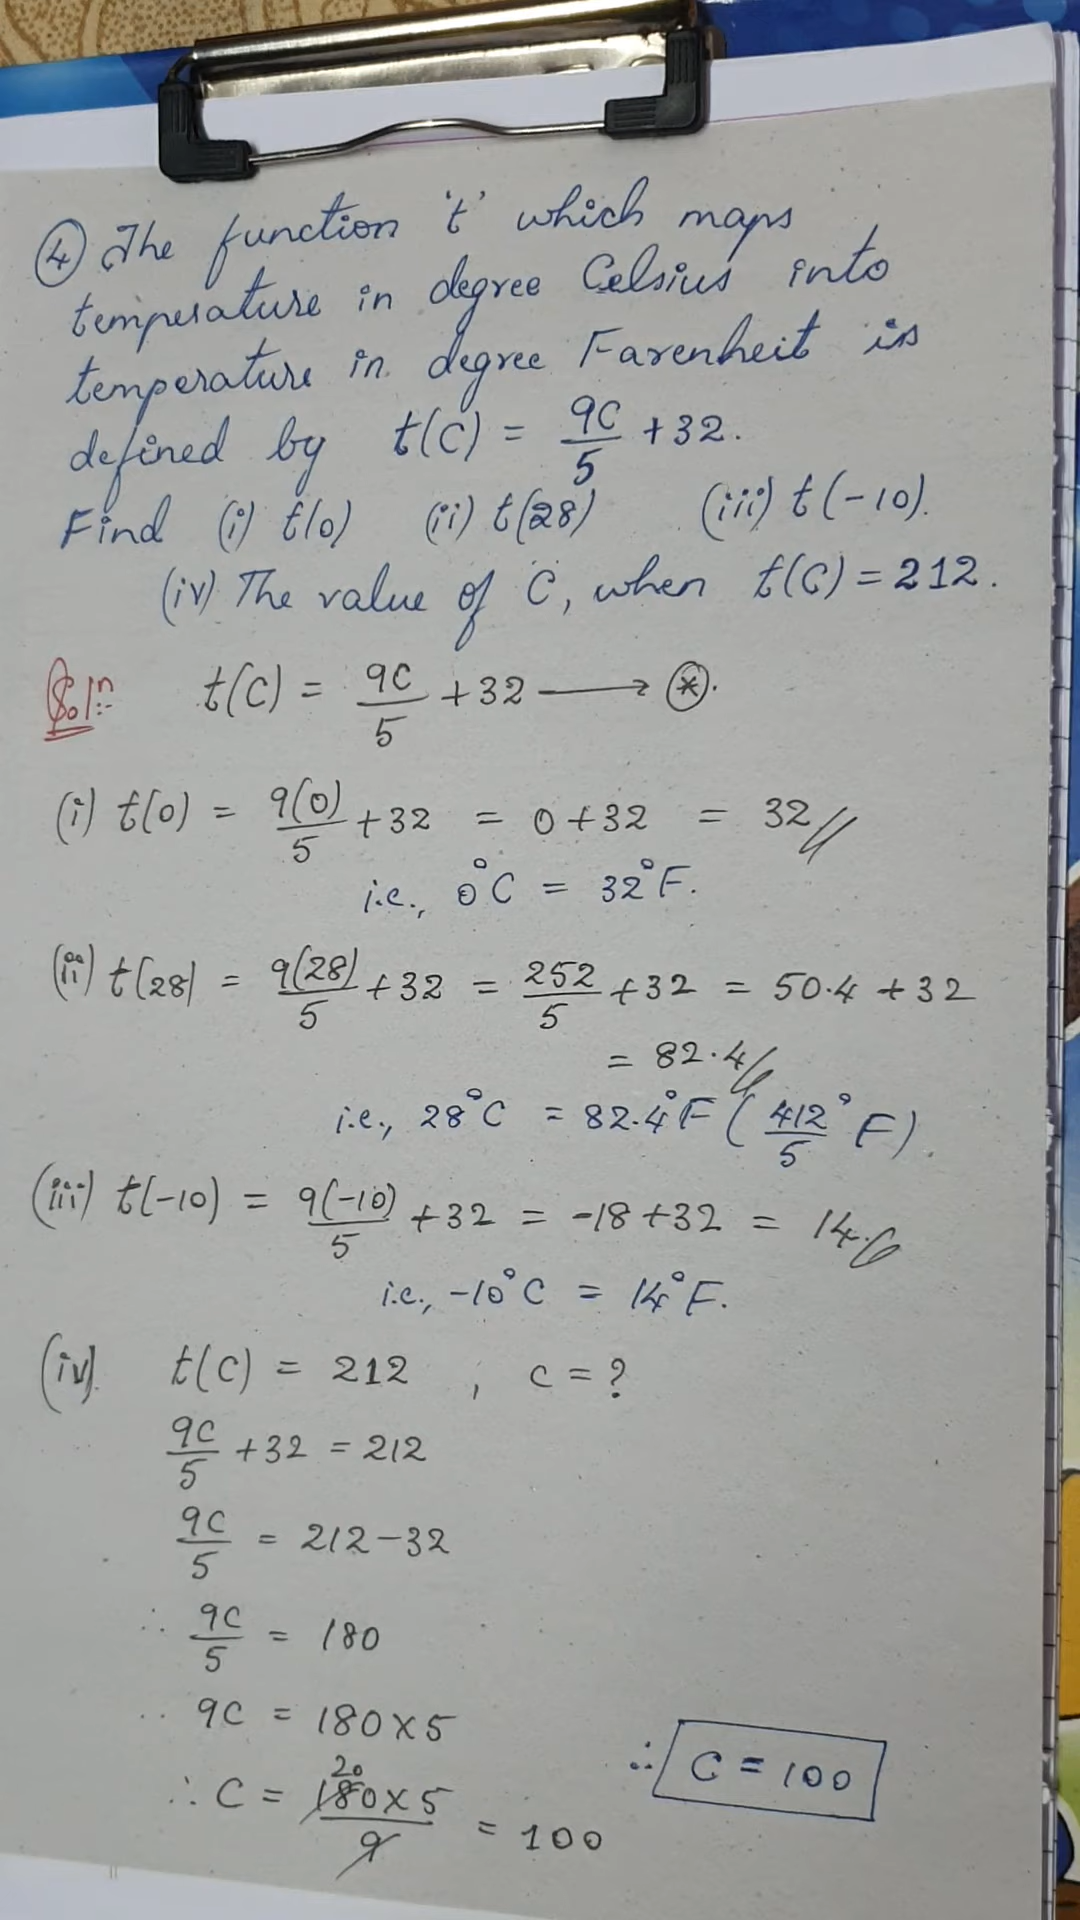 ④ The function 't' which maps
temperature in degree Celsius into
temperature in degree Farenheit is
defined by t(C) = 9C/5 + 32.
Find (i) t(0) (ii) t(28) (iii) t(-10).
(iv) The value of C, when t(C) = 212.
Solⁿ:- t(C) = 9C/5 + 32 ⟶ ⊛.
(i) t(0) = 9(0)/5 + 32 = 0 + 32 = 32//
i.e., 0°C = 32°F.
(ii) t(28) = 9(28)/5 + 32 = 252/5 + 32 = 50.4 + 32
= 82.4//
i.e., 28°C = 82.4°F (412/5 °F).
(iii) t(-10) = 9(-10)/5 + 32 = -18 + 32 = 14.//
i.e., -10°C = 14°F.
(iv). t(C) = 212 , c = ?
9C/5 + 32 = 212
9C/5 = 212 - 32
∴ 9C/5 = 180
∴ 9C = 180 × 5
∴ C = 180 × 5/9 = 100
20
∴ C = 100